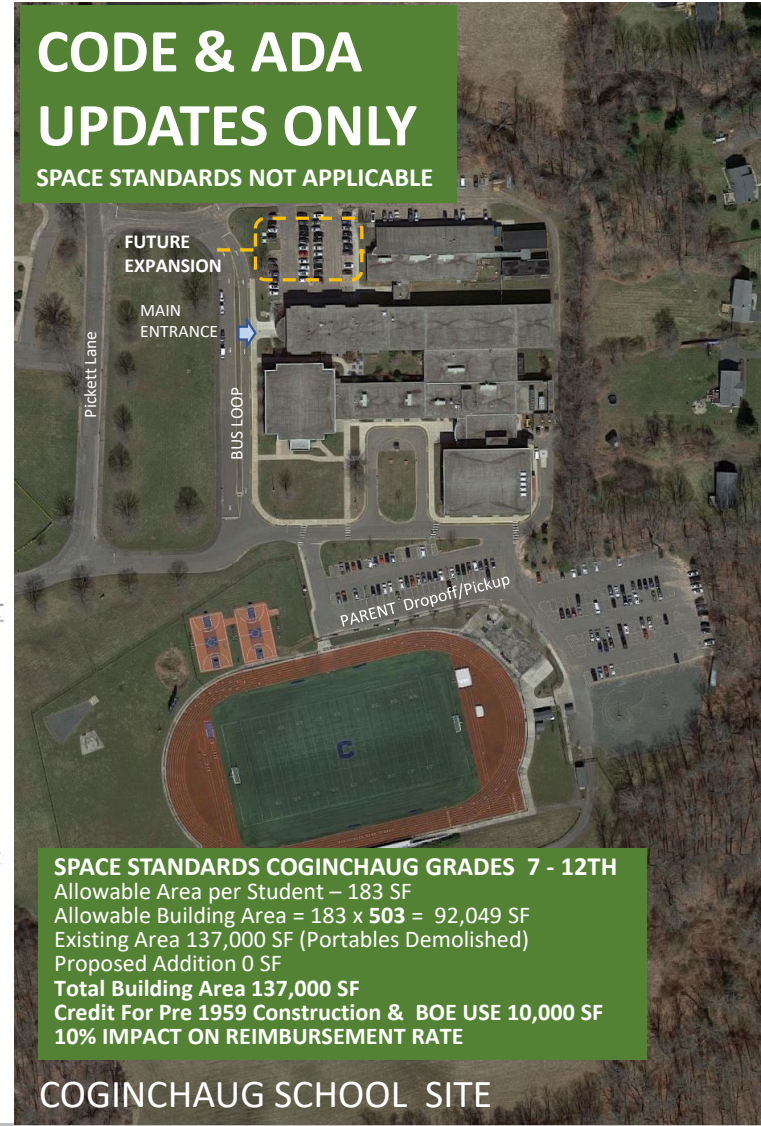 CODE & ADA
UPDATES ONLY
SPACE STANDARDS NOT APPLICABLE
FUTURE
EXPANSION
MAIN
ENTRANCE
Pickett Lane
BUS LOOP
PARENT Dropoff/Pickup
C
SPACE STANDARDS COGINCHAUG GRADES 7 - 12TH
Allowable Area per Student – 183 SF
Allowable Building Area = 183 x 503 = 92,049 SF
Existing Area 137,000 SF (Portables Demolished)
Proposed Addition 0 SF
Total Building Area 137,000 SF
Credit For Pre 1959 Construction & BOE USE 10,000 SF
10% IMPACT ON REIMBURSEMENT RATE
COGINCHAUG SCHOOL SITE